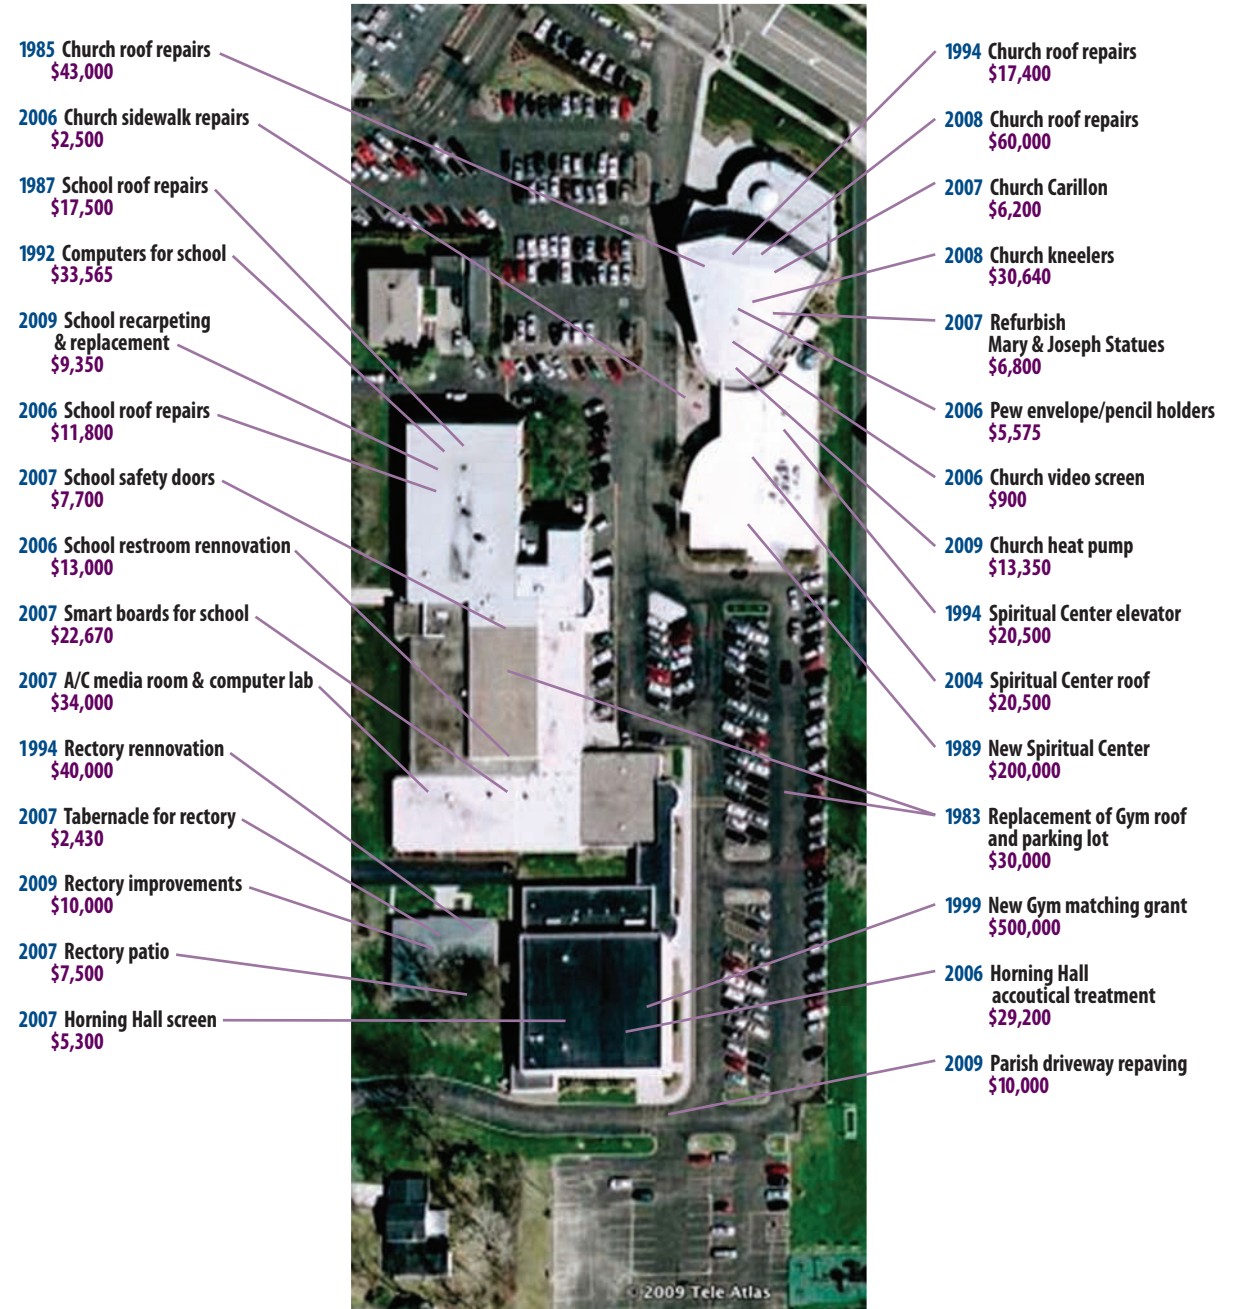 1985 Church roof repairs
$43,000
2006 Church sidewalk repairs
$2,500
1987 School roof repairs
$17,500
1992 Computers for school
$33,565
2009 School recarpeting
& replacement
$9,350
2006 School roof repairs
$11,800
2007 School safety doors
$7,700
2006 School restroom rennovation
$13,000
2007 Smart boards for school
$22,670
2007 A/C media room & computer lab
$34,000
1994 Rectory rennovation
$40,000
2007 Tabernacle for rectory
$2,430
2009 Rectory improvements
$10,000
2007 Rectory patio
$7,500
2007 Horning Hall screen
$5,300
1994 Church roof repairs
$17,400
2008 Church roof repairs
$60,000
2007 Church Carillon
$6,200
2008 Church kneelers
$30,640
2007 Refurbish
Mary & Joseph Statues
$6,800
2006 Pew envelope/pencil holders
$5,575
2006 Church video screen
$900
2009 Church heat pump
$13,350
1994 Spiritual Center elevator
$20,500
2004 Spiritual Center roof
$20,500
1989 New Spiritual Center
$200,000
1983 Replacement of Gym roof
and parking lot
$30,000
1999 New Gym matching grant
$500,000
2006 Horning Hall
accoutical treatment
$29,200
2009 Parish driveway repaving
$10,000
© 2009 Tele Atlas